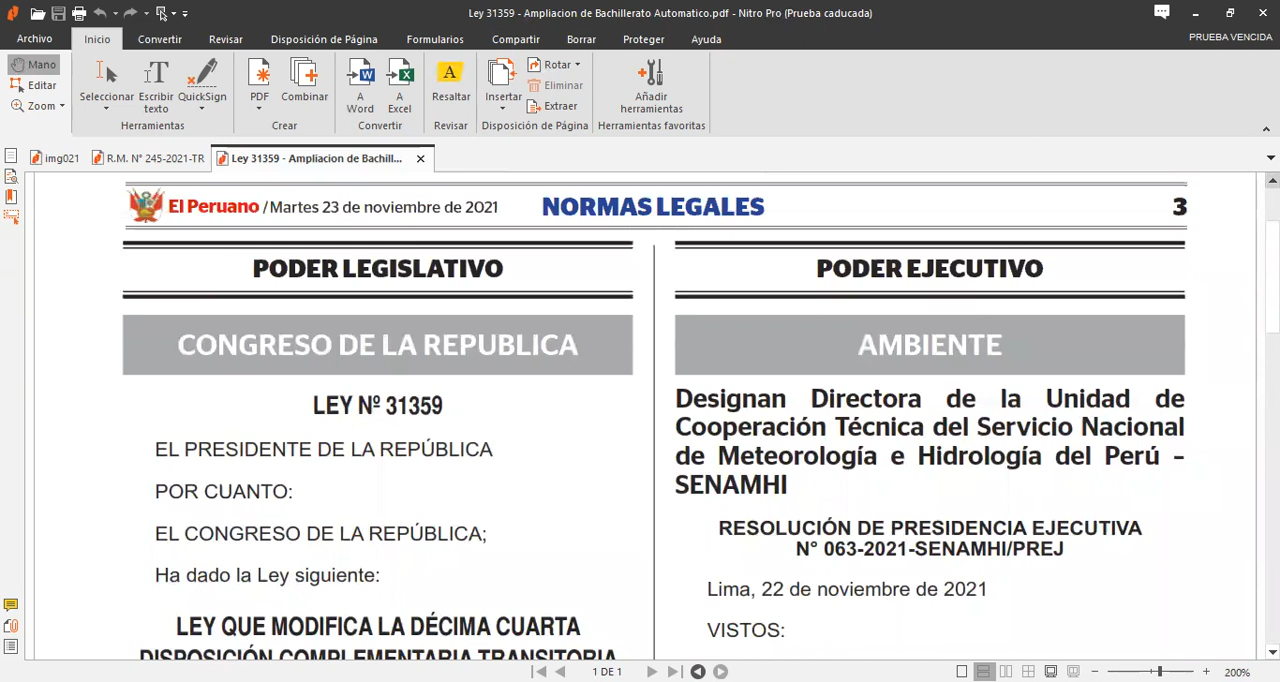 Ley 31359 - Ampliacion de Bachillerato Automatico.pdf - Nitro Pro (Prueba caducada)
Archivo Inicio Convertir Revisar Disposición de Página Formularios Compartir Borrar Proteger Ayuda PRUEBA VENCIDA
Mano
Editar
Zoom
Seleccionar
Escribir texto
QuickSign
Herramientas
PDF
Combinar
Crear
A Word
A Excel
Convertir
Resaltar
Revisar
Insertar
Rotar
Eliminar
Extraer
Disposición de Página
Añadir herramientas
Herramientas favoritas
img021 R.M. N° 245-2021-TR Ley 31359 - Ampliacion de Bachill...
El Peruano / Martes 23 de noviembre de 2021 NORMAS LEGALES 3
PODER LEGISLATIVO
CONGRESO DE LA REPUBLICA
LEY Nº 31359
EL PRESIDENTE DE LA REPÚBLICA
POR CUANTO:
EL CONGRESO DE LA REPÚBLICA;
Ha dado la Ley siguiente:
LEY QUE MODIFICA LA DÉCIMA CUARTA
DISPOSICIÓN COMPLEMENTARIA TRANSITORIA
PODER EJECUTIVO
AMBIENTE
Designan Directora de la Unidad de
Cooperación Técnica del Servicio Nacional
de Meteorología e Hidrología del Perú –
SENAMHI
RESOLUCIÓN DE PRESIDENCIA EJECUTIVA
N° 063-2021-SENAMHI/PREJ
Lima, 22 de noviembre de 2021
VISTOS:
1 DE 1
200%